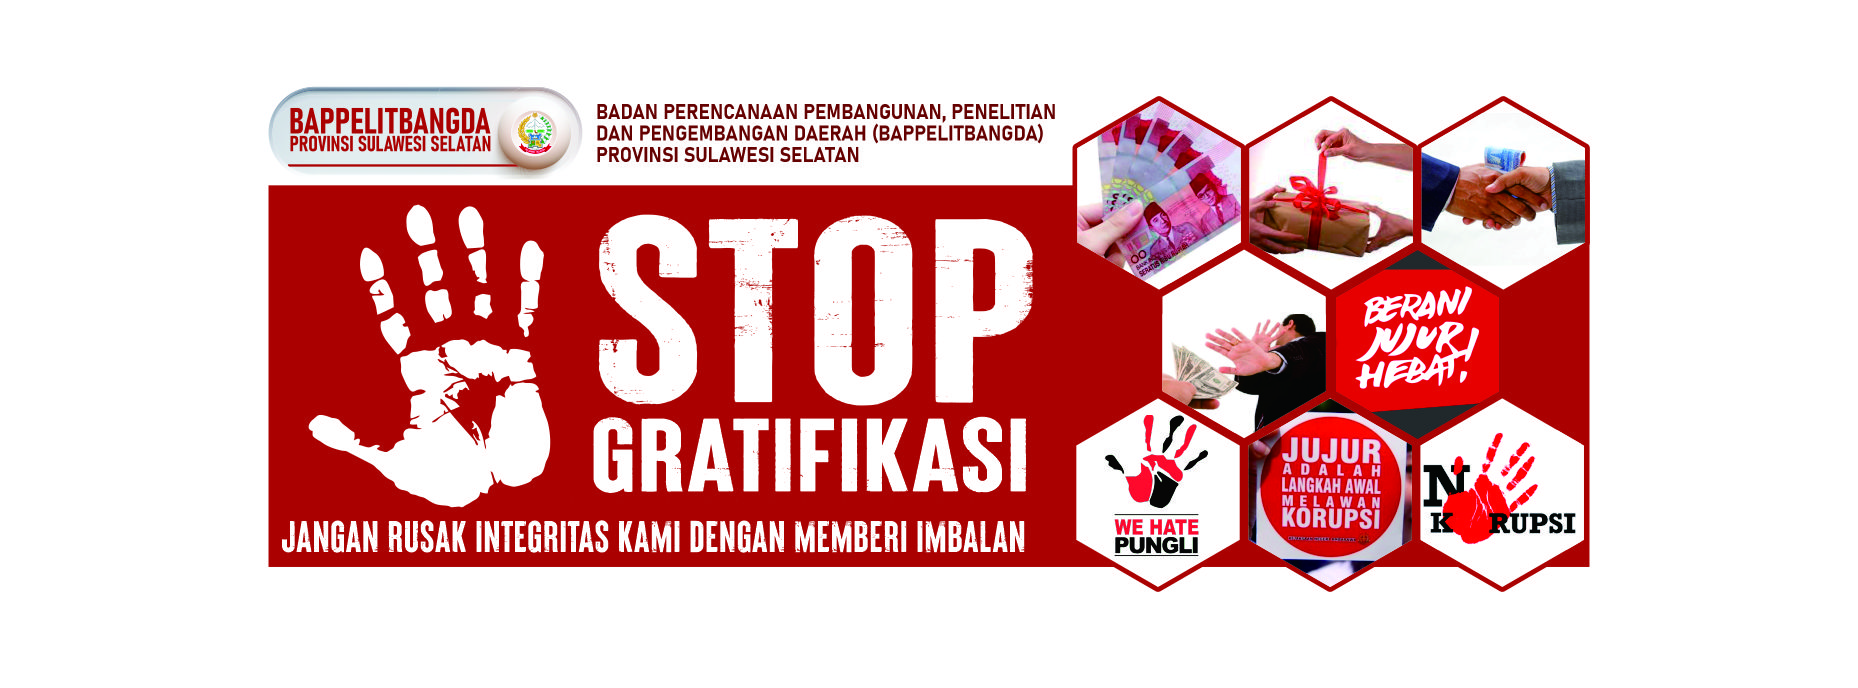 BAPPELITBANGDA
PROVINSI SULAWESI SELATAN
BADAN PERENCANAAN PEMBANGUNAN, PENELITIAN
DAN PENGEMBANGAN DAERAH (BAPPELITBANGDA)
PROVINSI SULAWESI SELATAN
STOP
GRATIFIKASI
JANGAN RUSAK INTEGRITAS KAMI DENGAN MEMBERI IMBALAN
BERANI
JUJUR
HEBAT!
WE HATE
PUNGLI
JUJUR
ADALAH
LANGKAH AWAL
MELAWAN
KORUPSI
N
K RUPSI